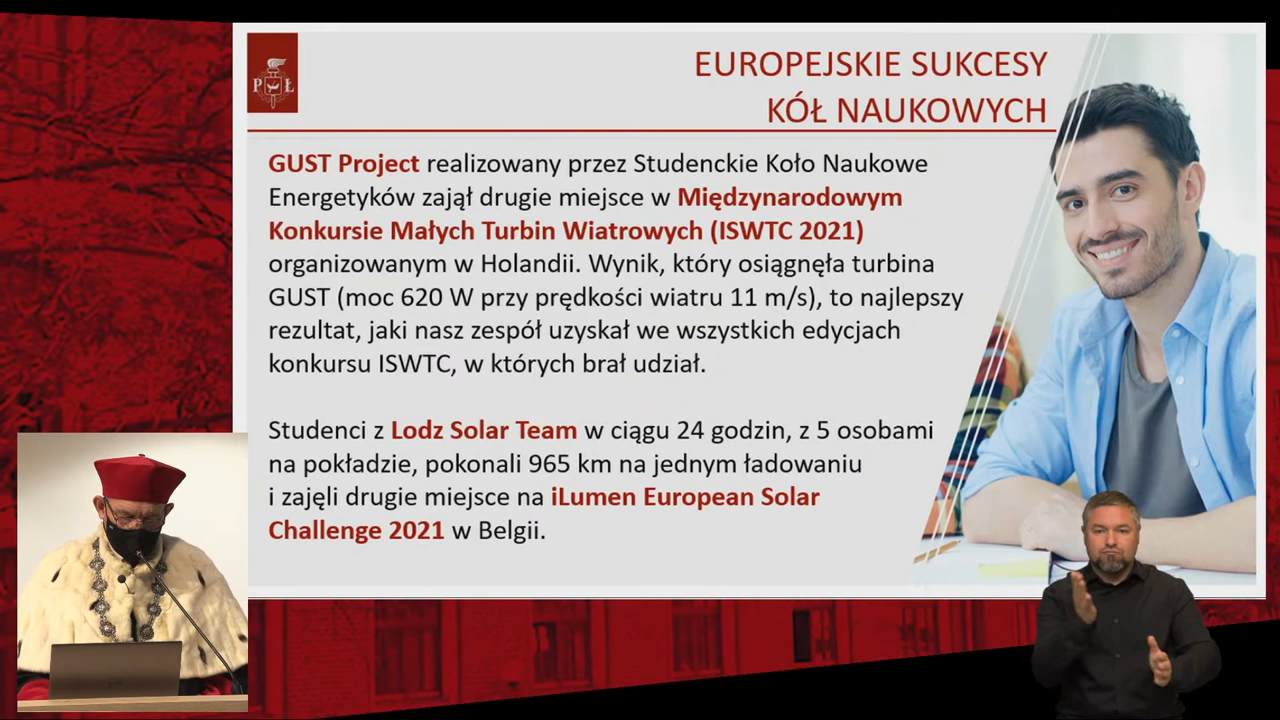 P Ł
EUROPEJSKIE SUKCESY
KÓŁ NAUKOWYCH
GUST Project realizowany przez Studenckie Koło Naukowe
Energetyków zajął drugie miejsce w Międzynarodowym
Konkursie Małych Turbin Wiatrowych (ISWTC 2021)
organizowanym w Holandii. Wynik, który osiągnęła turbina
GUST (moc 620 W przy prędkości wiatru 11 m/s), to najlepszy
rezultat, jaki nasz zespół uzyskał we wszystkich edycjach
konkursu ISWTC, w których brał udział.
Studenci z Lodz Solar Team w ciągu 24 godzin, z 5 osobami
na pokładzie, pokonali 965 km na jednym ładowaniu
i zajęli drugie miejsce na iLumen European Solar
Challenge 2021 w Belgii.